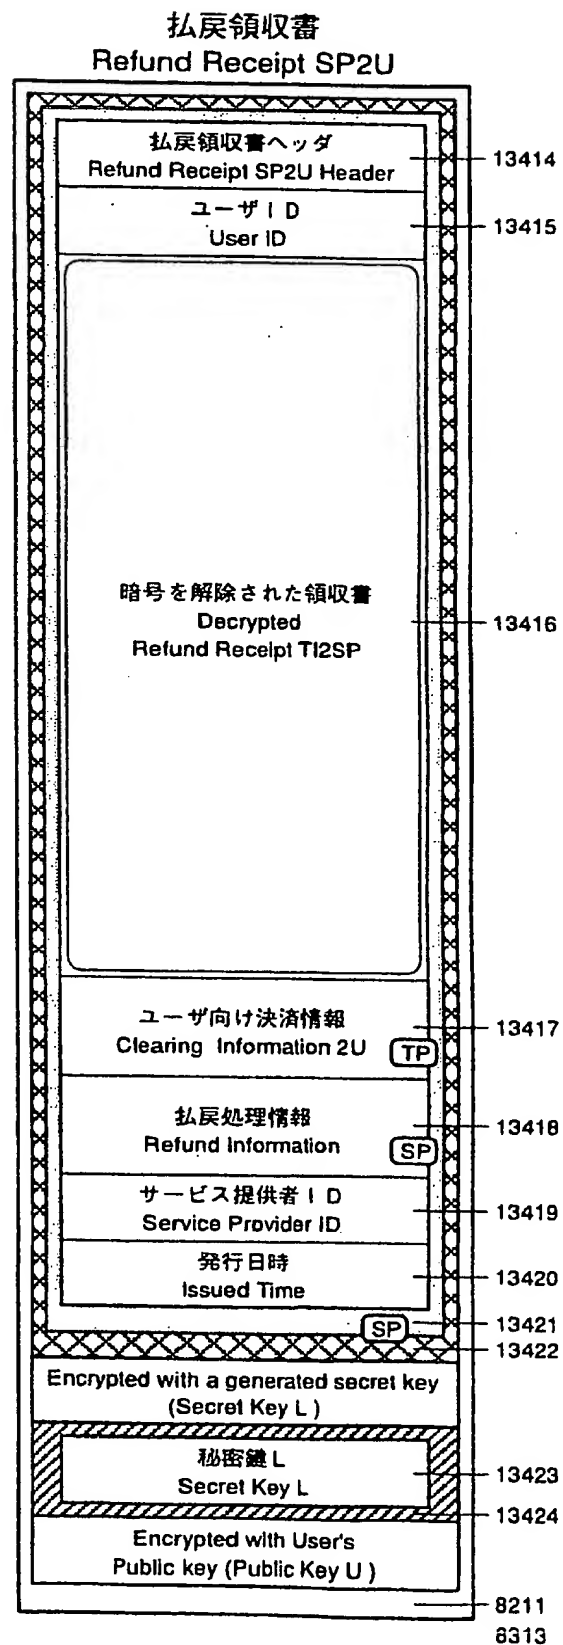 払戻領収書
Refund Receipt SP2U
払戻領収書ヘッダ
Refund Receipt SP2U Header
13414
ユーザID
User ID
13415
暗号を解除された領収書
Decrypted
Refund Receipt TI2SP
13416
ユーザ向け決済情報
Clearing Information 2U
TP
13417
払戻処理情報
Refund Information
SP
13418
サービス提供者ID
Service Provider ID
13419
発行日時
Issued Time
13420
SP
13421
13422
Encrypted with a generated secret key
(Secret Key L )
秘密鍵L
Secret Key L
13423
13424
Encrypted with User's
Public key (Public Key U )
8211
8313